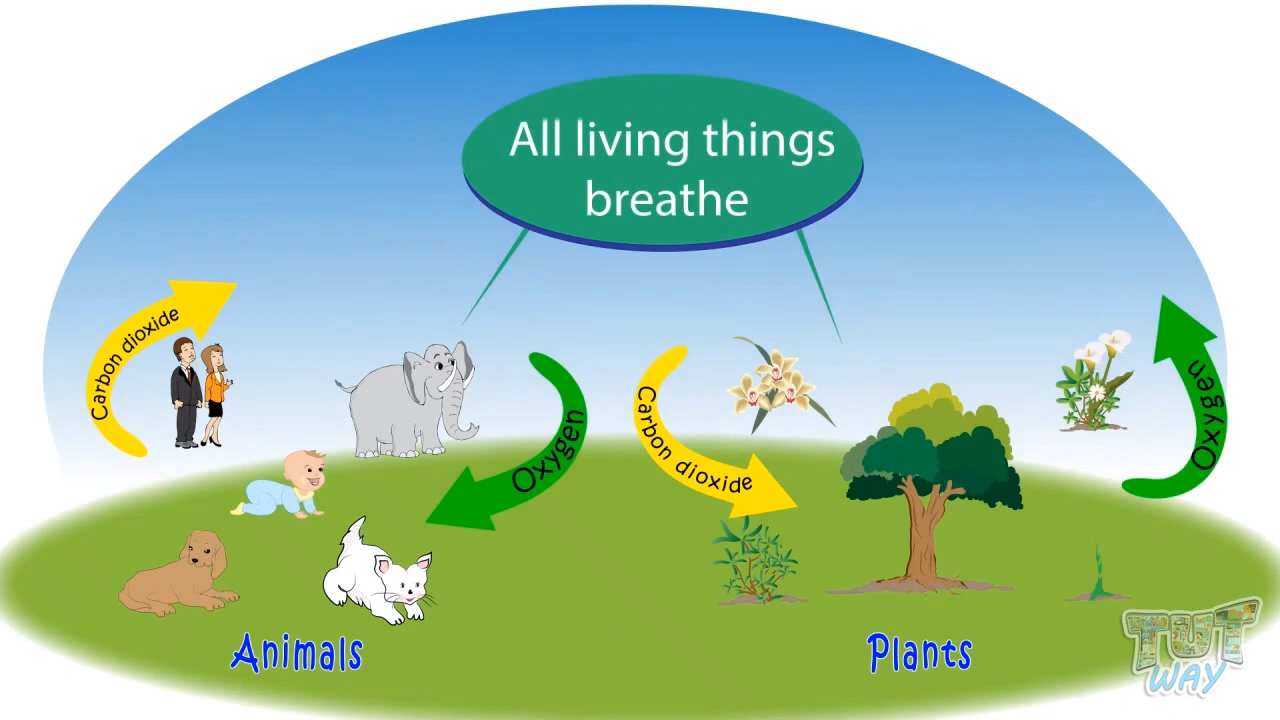 All living things
breathe
Carbon dioxide
Oxygen
Carbon dioxide
Oxygen
Animals
Plants
TUT
WAY